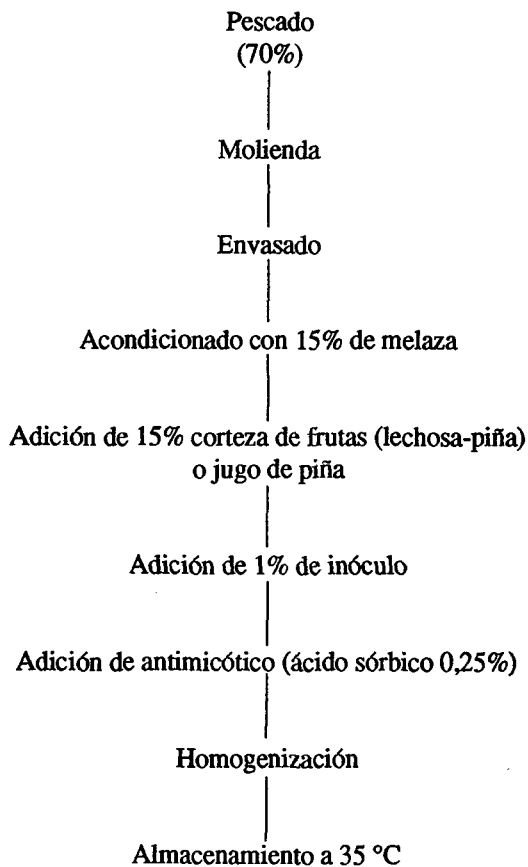 Pescado
(70%)
Molienda
Envasado
Acondicionado con 15% de melaza
Adición de 15% corteza de frutas (lechosa-piña)
o jugo de piña
Adición de 1% de inóculo
Adición de antimicótico (ácido sórbico 0,25%)
Homogenización
Almacenamiento a 35 °C